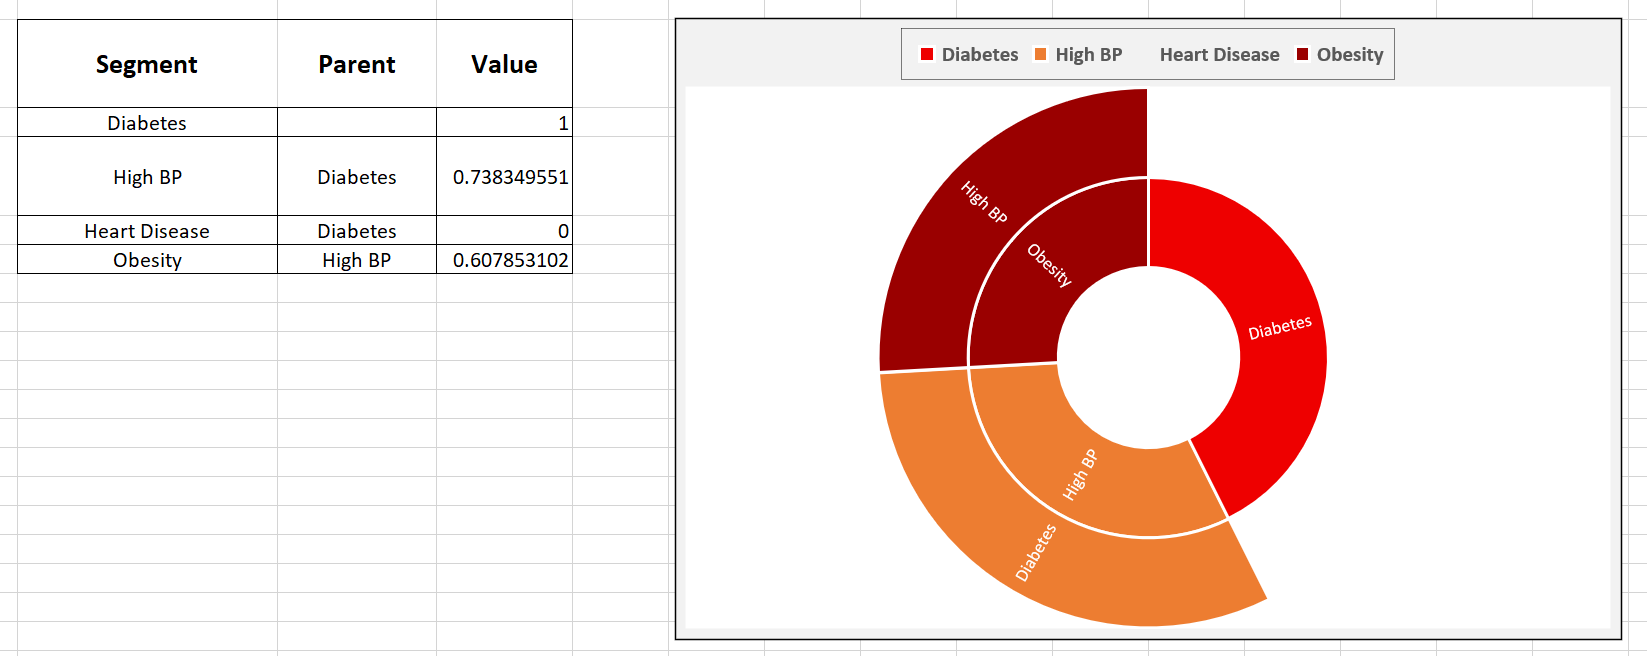 Segment Parent Value
Diabetes 1
High BP Diabetes 0.738349551
Heart Disease Diabetes 0
Obesity High BP 0.607853102
Diabetes High BP Heart Disease Obesity
High BP
Obesity
Diabetes
High BP
Diabetes